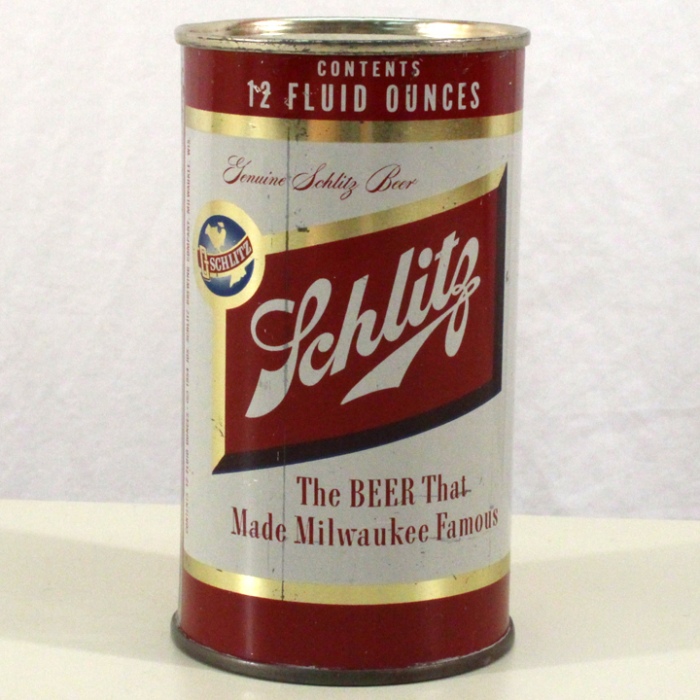 CONTENTS
12 FLUID OUNCES
Genuine Schlitz Beer
SCHLITZ
Schlitz
The BEER That
Made Milwaukee Famous